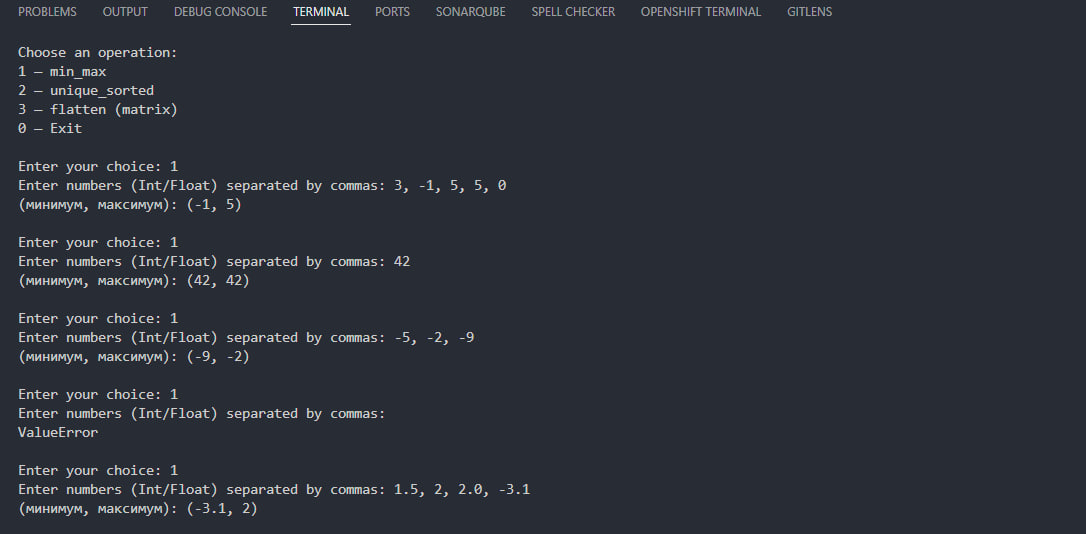 PROBLEMS OUTPUT DEBUG CONSOLE TERMINAL PORTS SONARQUBE SPELL CHECKER OPENSHIFT TERMINAL GITLENS
Choose an operation:
1 — min_max
2 — unique_sorted
3 — flatten (matrix)
0 — Exit
Enter your choice: 1
Enter numbers (Int/Float) separated by commas: 3, -1, 5, 5, 0
(минимум, максимум): (-1, 5)
Enter your choice: 1
Enter numbers (Int/Float) separated by commas: 42
(минимум, максимум): (42, 42)
Enter your choice: 1
Enter numbers (Int/Float) separated by commas: -5, -2, -9
(минимум, максимум): (-9, -2)
Enter your choice: 1
Enter numbers (Int/Float) separated by commas:
ValueError
Enter your choice: 1
Enter numbers (Int/Float) separated by commas: 1.5, 2, 2.0, -3.1
(минимум, максимум): (-3.1, 2)